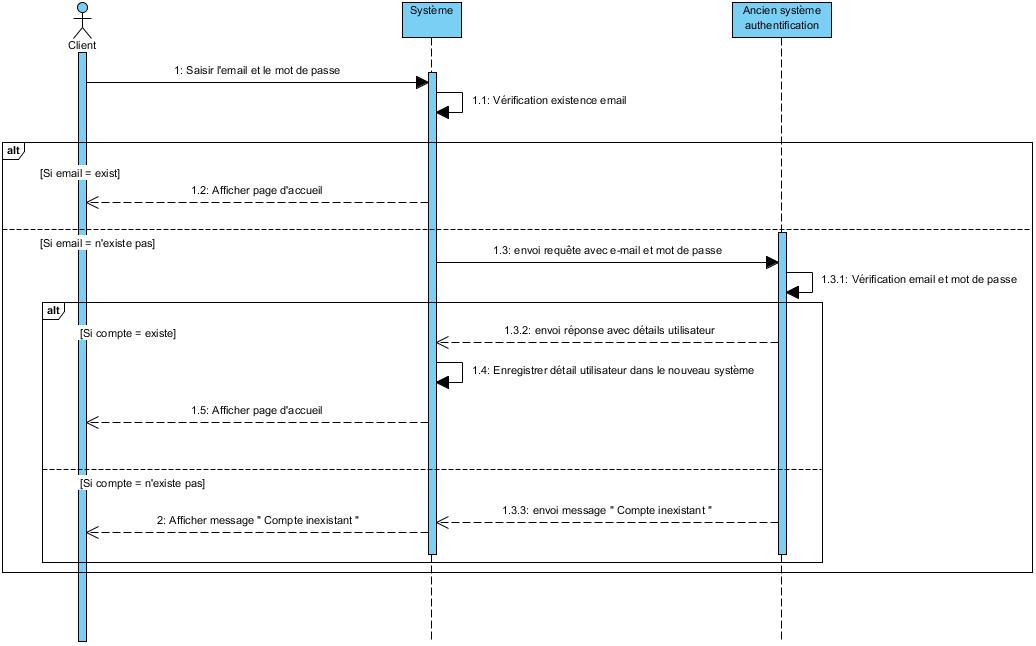 Système
Ancien système
authentification
Client
1: Saisir l'email et le mot de passe
1.1: Vérification existence email
alt
[Si email = exist]
1.2: Afficher page d'accueil
[Si email = n'existe pas]
1.3: envoi requête avec e-mail et mot de passe
1.3.1: Vérification email et mot de passe
alt
[Si compte = existe]
1.3.2: envoi réponse avec détails utilisateur
1.4: Enregistrer détail utilisateur dans le nouveau système
1.5: Afficher page d'accueil
[Si compte = n'existe pas]
1.3.3: envoi message " Compte inexistant "
2: Afficher message " Compte inexistant "